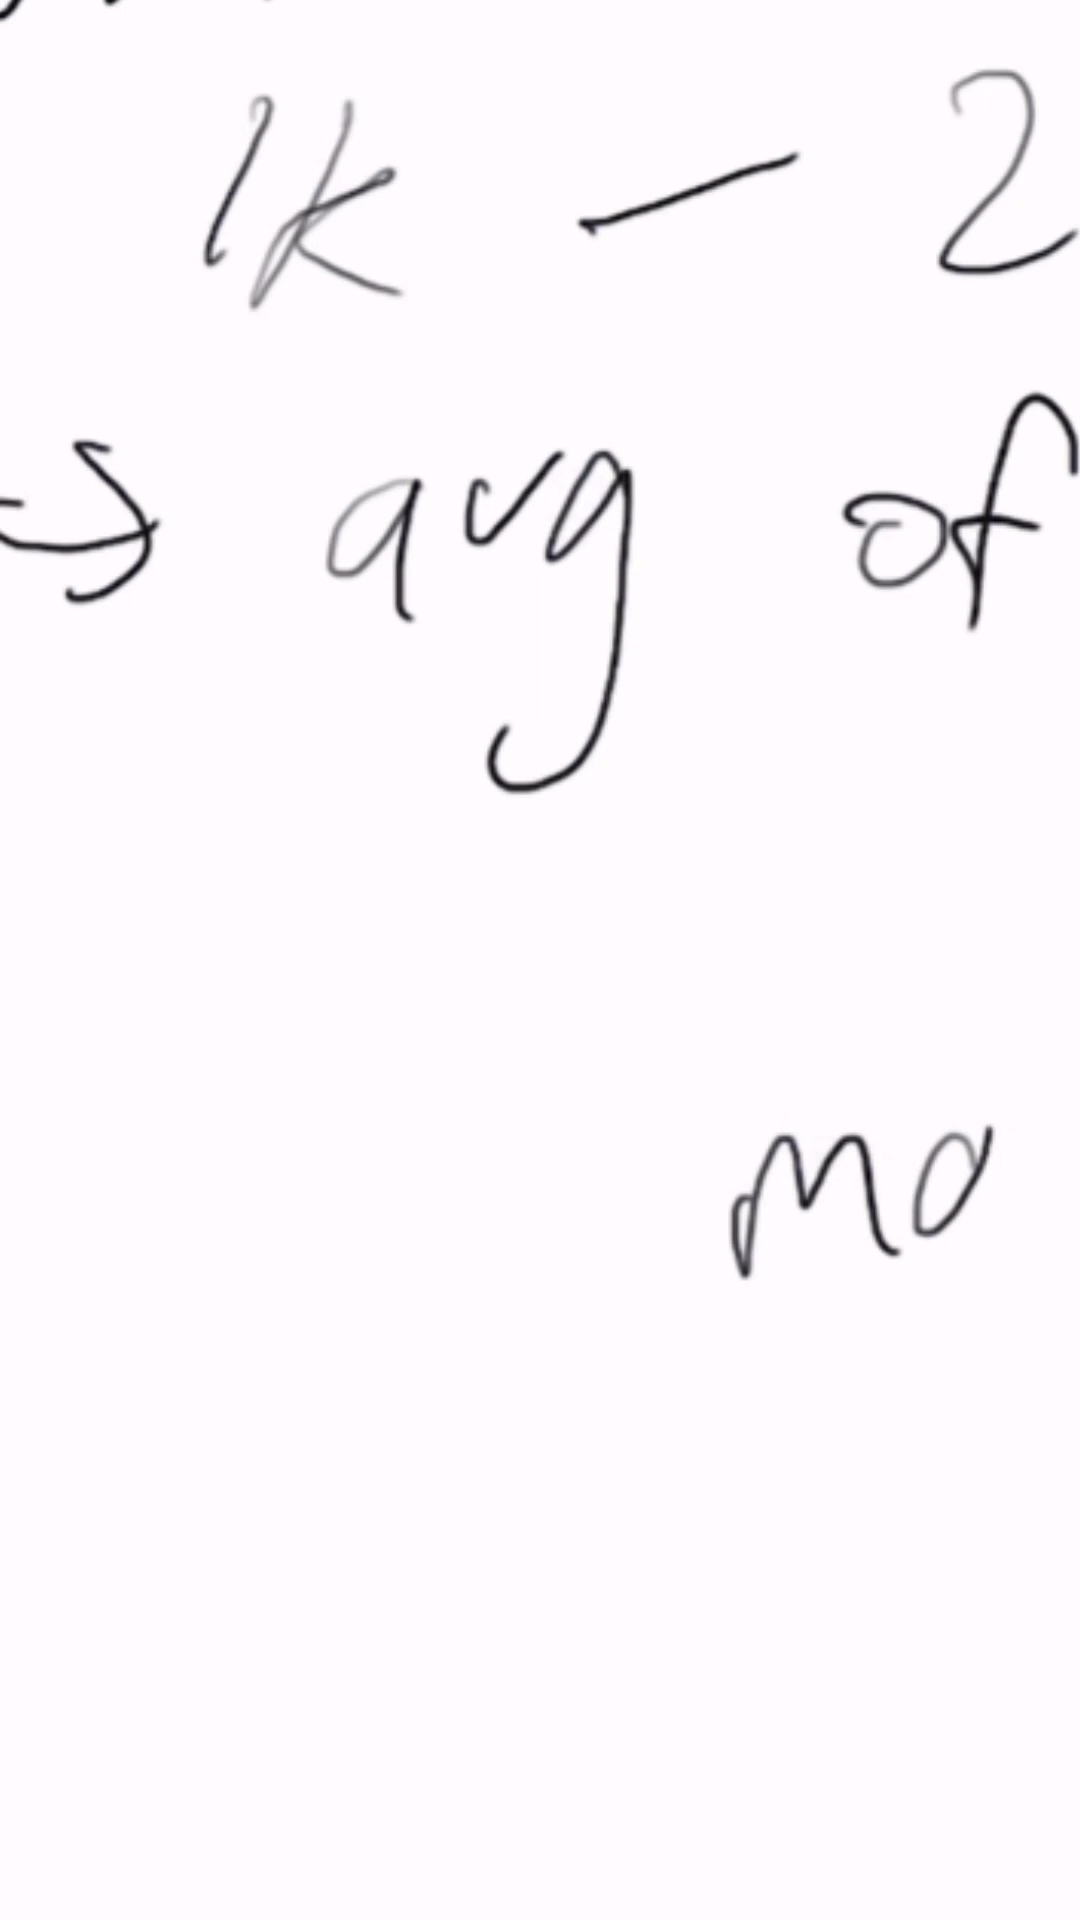 1k - 2
→ avg of
mo